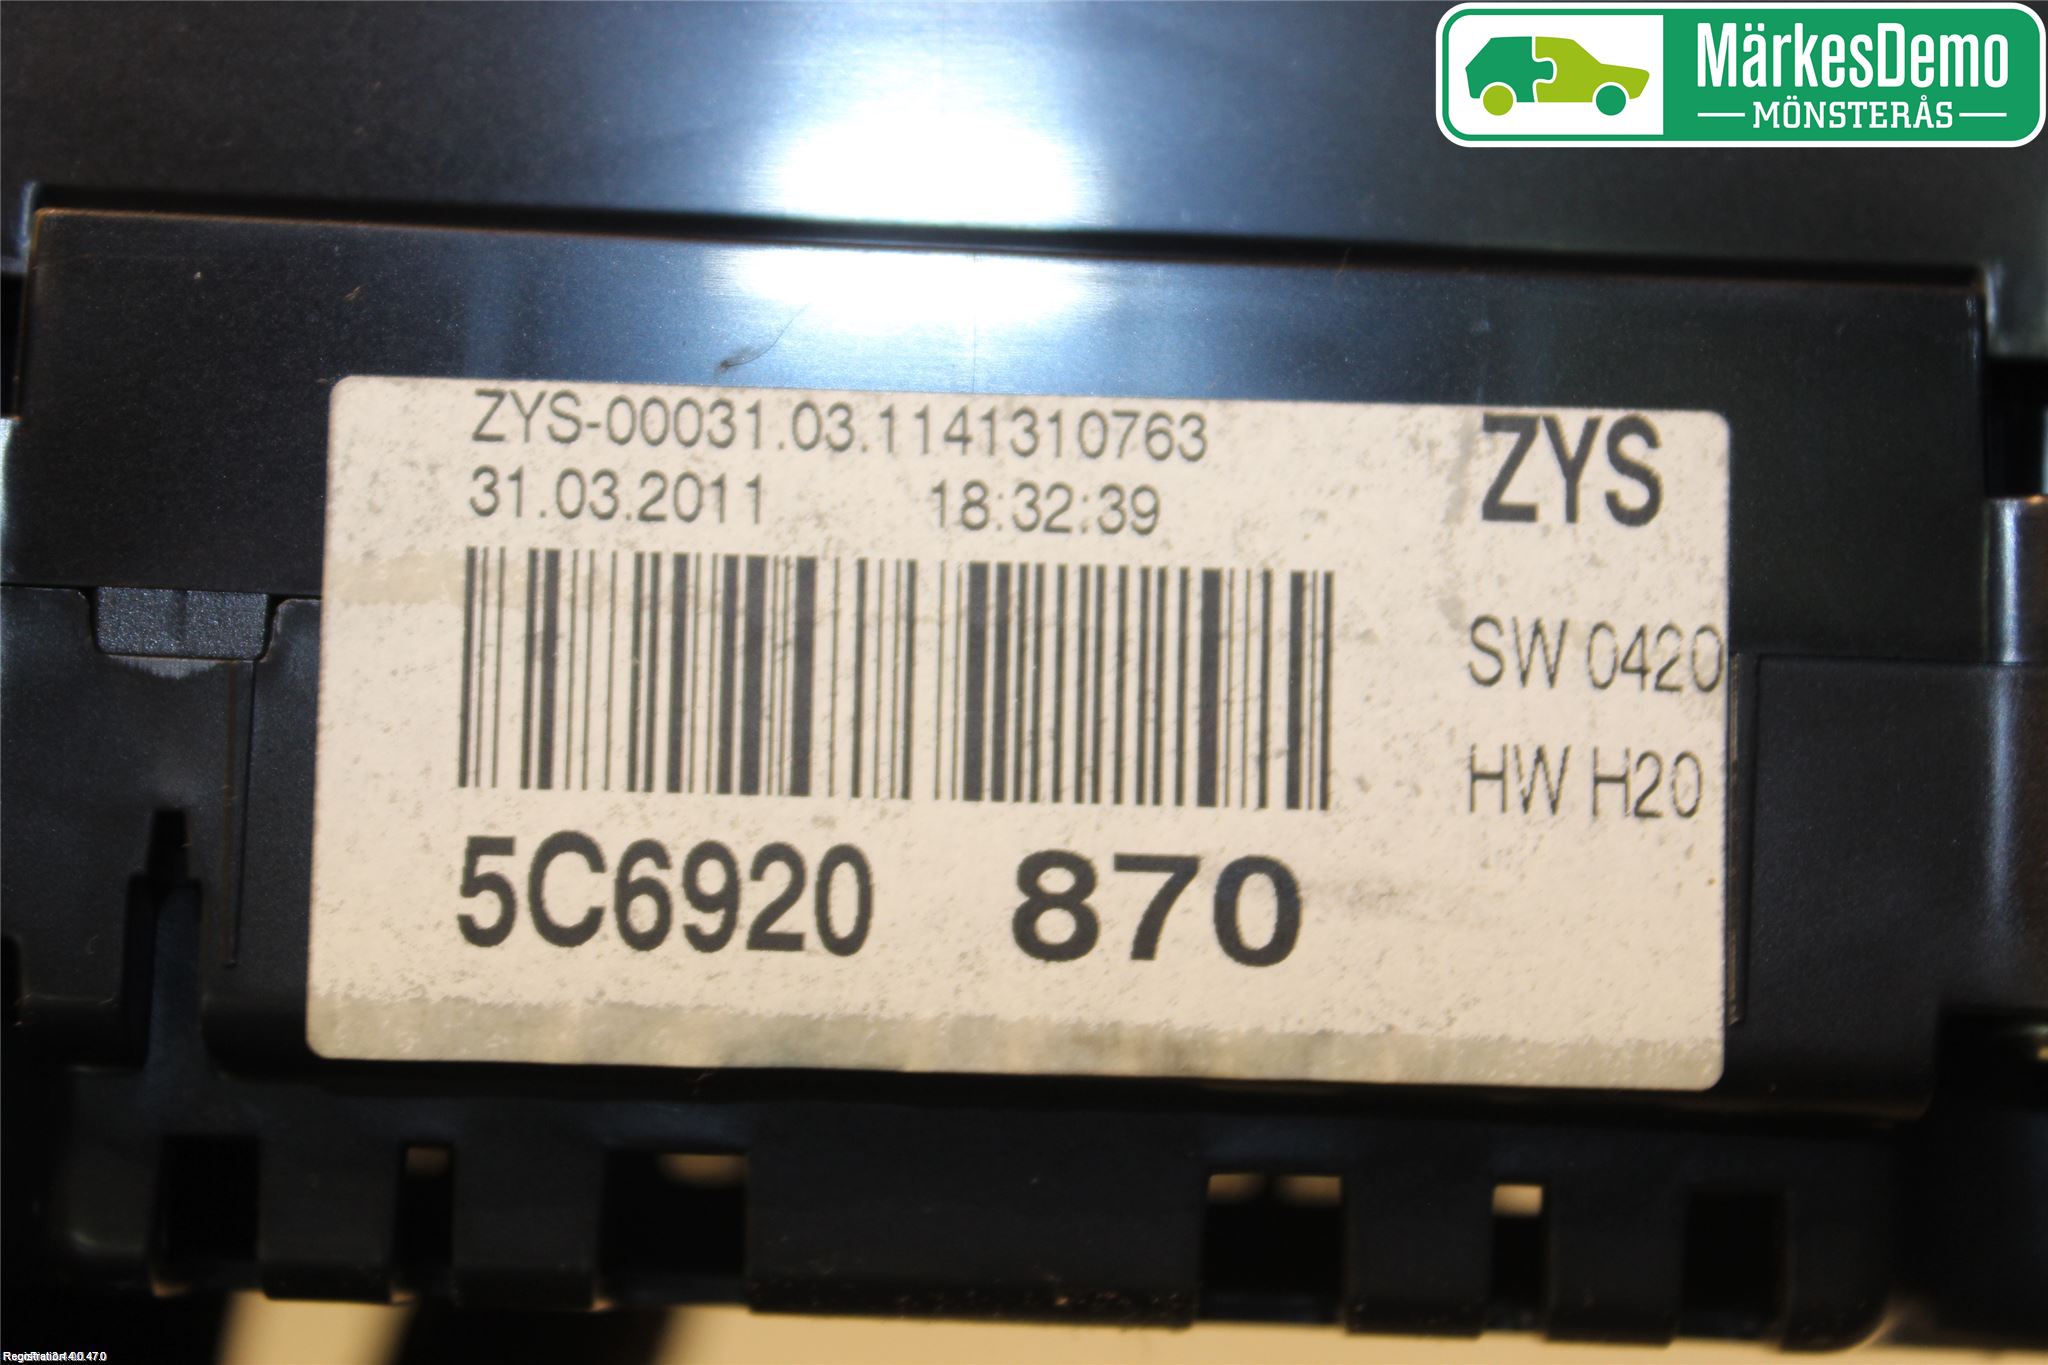 MärkesDemo
MÖNSTERÅS
ZYS-00031.03.1141310763
31.03.2011 18:32:39
ZYS
SW 0420
HW H20
5C6920 870